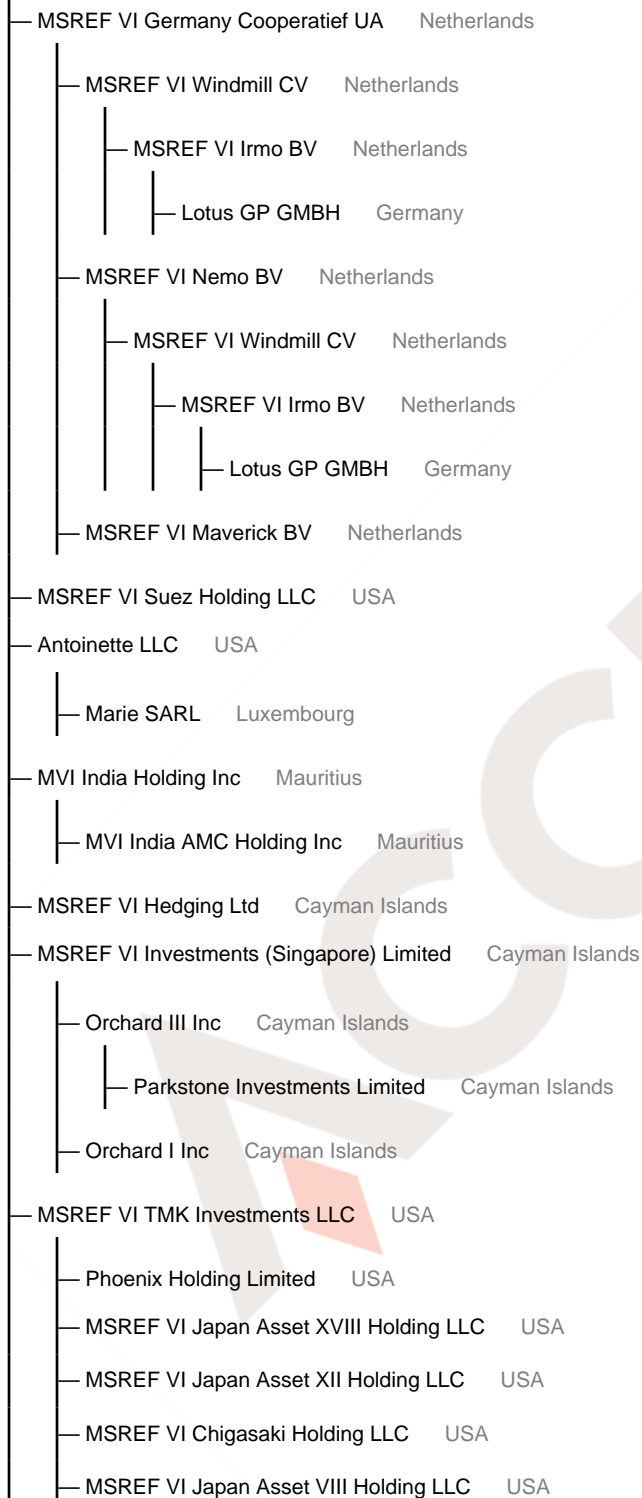 MSREF VI Germany Cooperatief UA Netherlands
MSREF VI Windmill CV Netherlands
MSREF VI Irmo BV Netherlands
Lotus GP GMBH Germany
MSREF VI Nemo BV Netherlands
MSREF VI Windmill CV Netherlands
MSREF VI Irmo BV Netherlands
Lotus GP GMBH Germany
MSREF VI Maverick BV Netherlands
MSREF VI Suez Holding LLC USA
Antoinette LLC USA
Marie SARL Luxembourg
MVI India Holding Inc Mauritius
MVI India AMC Holding Inc Mauritius
MSREF VI Hedging Ltd Cayman Islands
MSREF VI Investments (Singapore) Limited Cayman Islands
Orchard III Inc Cayman Islands
Parkstone Investments Limited Cayman Islands
Orchard I Inc Cayman Islands
MSREF VI TMK Investments LLC USA
Phoenix Holding Limited USA
MSREF VI Japan Asset XVIII Holding LLC USA
MSREF VI Japan Asset XII Holding LLC USA
MSREF VI Chigasaki Holding LLC USA
MSREF VI Japan Asset VIII Holding LLC USA